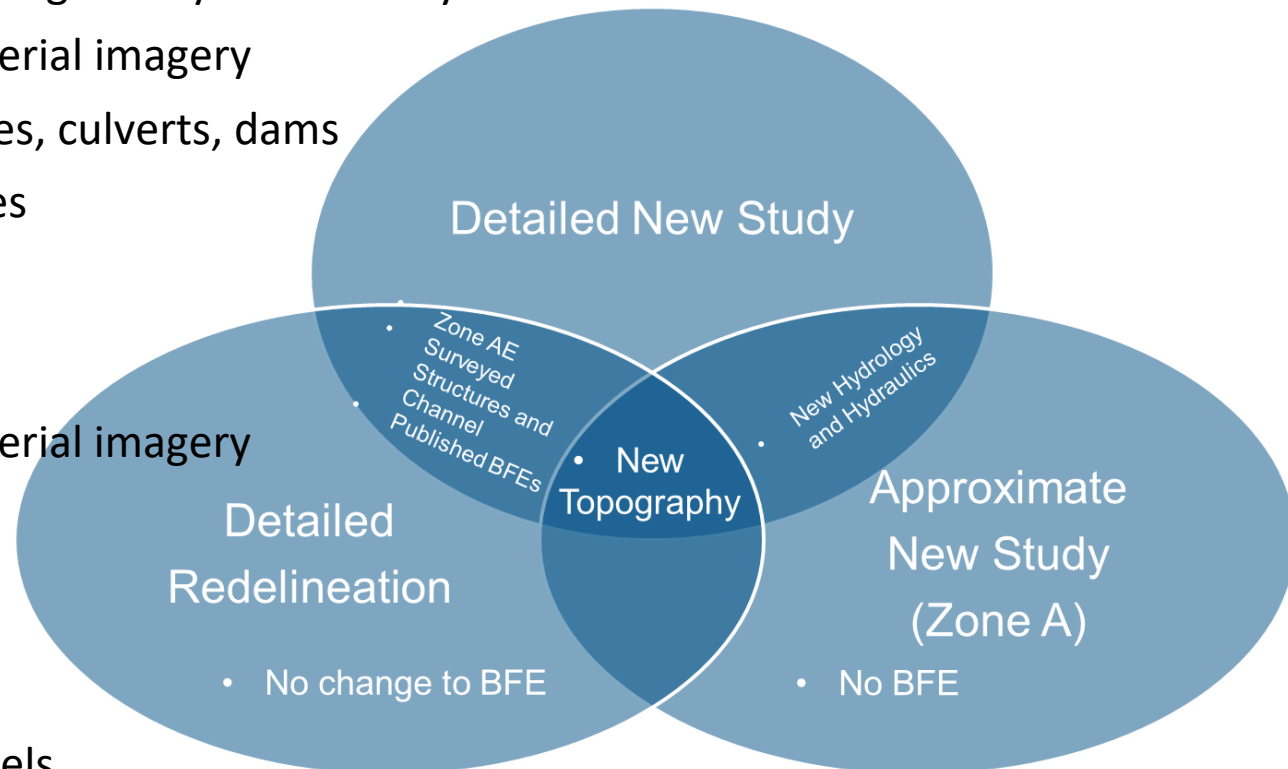 erial imagery
es, culverts, dams
es
erial imagery
els
Detailed New Study
• Zone AE
• Surveyed
Structures and
Channel
• Published BFEs
• New Hydrology
and Hydraulics
• New
Topography
Detailed
Redelineation
• No change to BFE
Approximate
New Study
(Zone A)
• No BFE